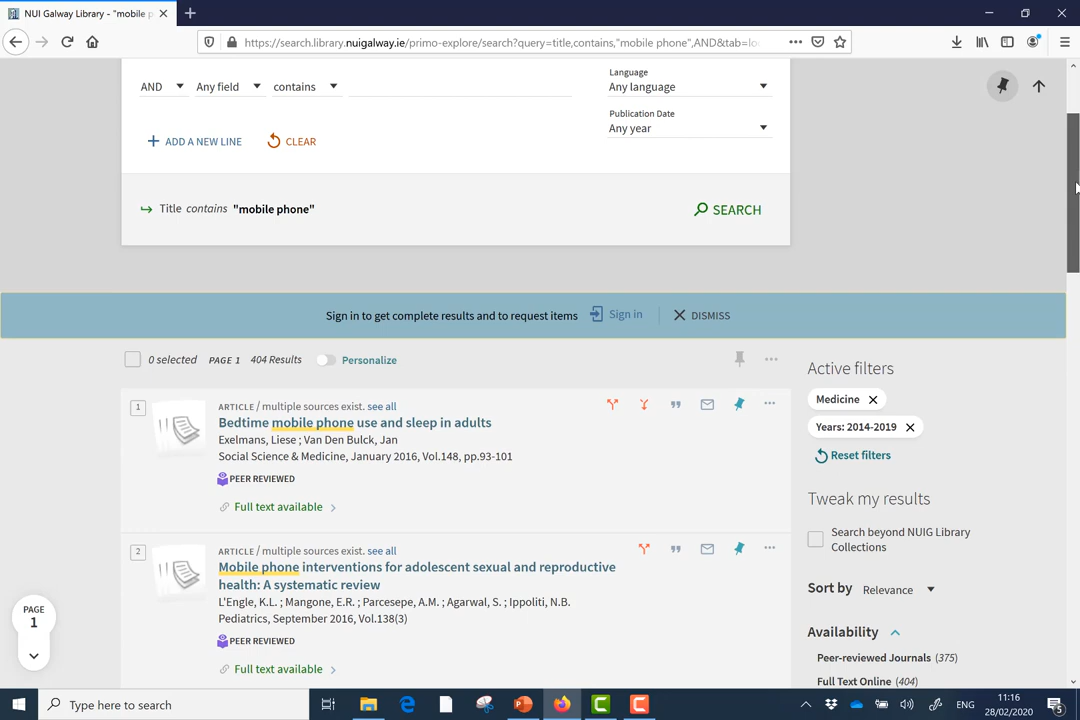 NUI Galway Library - "mobile p
https://search.library.nuigalway.ie/primo-explore/search?query=title,contains,"mobile phone",AND&tab=lo
AND Any field contains
Language
Any language
Publication Date
Any year
ADD A NEW LINE CLEAR
Title contains "mobile phone"
SEARCH
Sign in to get complete results and to request items Sign in DISMISS
0 selected PAGE 1 404 Results Personalize
1
ARTICLE / multiple sources exist. see all
Bedtime mobile phone use and sleep in adults
Exelmans, Liese ; Van Den Bulck, Jan
Social Science & Medicine, January 2016, Vol.148, pp.93-101
PEER REVIEWED
Full text available
2
ARTICLE / multiple sources exist. see all
Mobile phone interventions for adolescent sexual and reproductive
health: A systematic review
L'Engle, K.L. ; Mangone, E.R. ; Parcesepe, A.M. ; Agarwal, S. ; Ippoliti, N.B.
Pediatrics, September 2016, Vol.138(3)
PEER REVIEWED
Full text available
PAGE
1
Active filters
Medicine
Years: 2014-2019
Reset filters
Tweak my results
Search beyond NUIG Library
Collections
Sort by Relevance
Availability
Peer-reviewed Journals (375)
Full Text Online (404)
Type here to search
ENG
11:16
28/02/2020
5